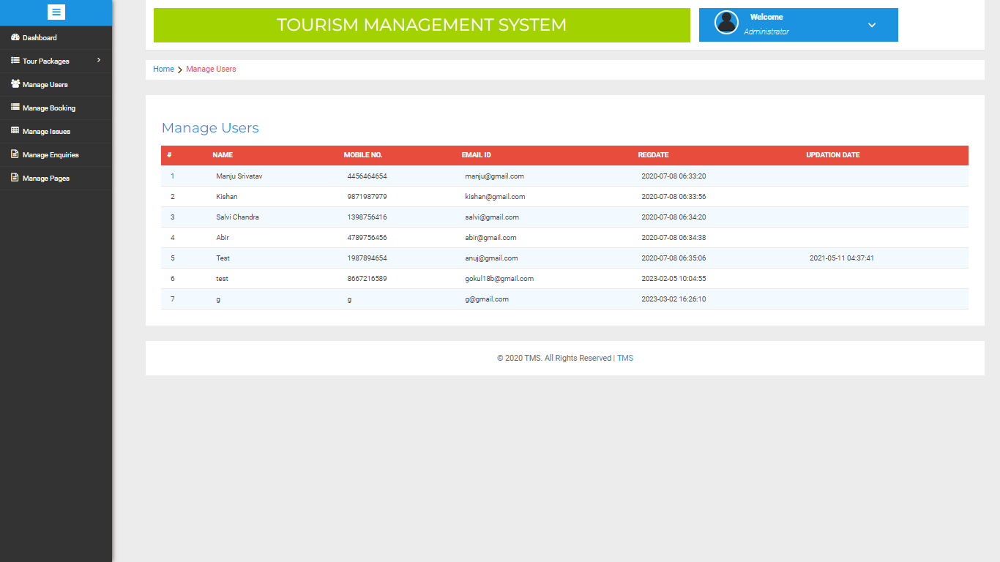 TOURISM MANAGEMENT SYSTEM
Welcome
Administrator
Dashboard
Tour Packages
Manage Users
Manage Booking
Manage Issues
Manage Enquiries
Manage Pages
Home Manage Users
Manage Users
# NAME MOBILE NO. EMAIL ID REGDATE UPDATION DATE
1 Manju Srivatav 4456464654 manju@gmail.com 2020-07-08 06:33:20
2 Kishan 9871987979 kishan@gmail.com 2020-07-08 06:33:56
3 Salvi Chandra 1398756416 salvi@gmail.com 2020-07-08 06:34:20
4 Abir 4789756456 abir@gmail.com 2020-07-08 06:34:38
5 Test 1987894654 anuj@gmail.com 2020-07-08 06:35:06 2021-05-11 04:37:41
6 test 8667216589 gokul18b@gmail.com 2023-02-05 10:04:55
7 g g g@gmail.com 2023-03-02 16:26:10
© 2020 TMS. All Rights Reserved | TMS